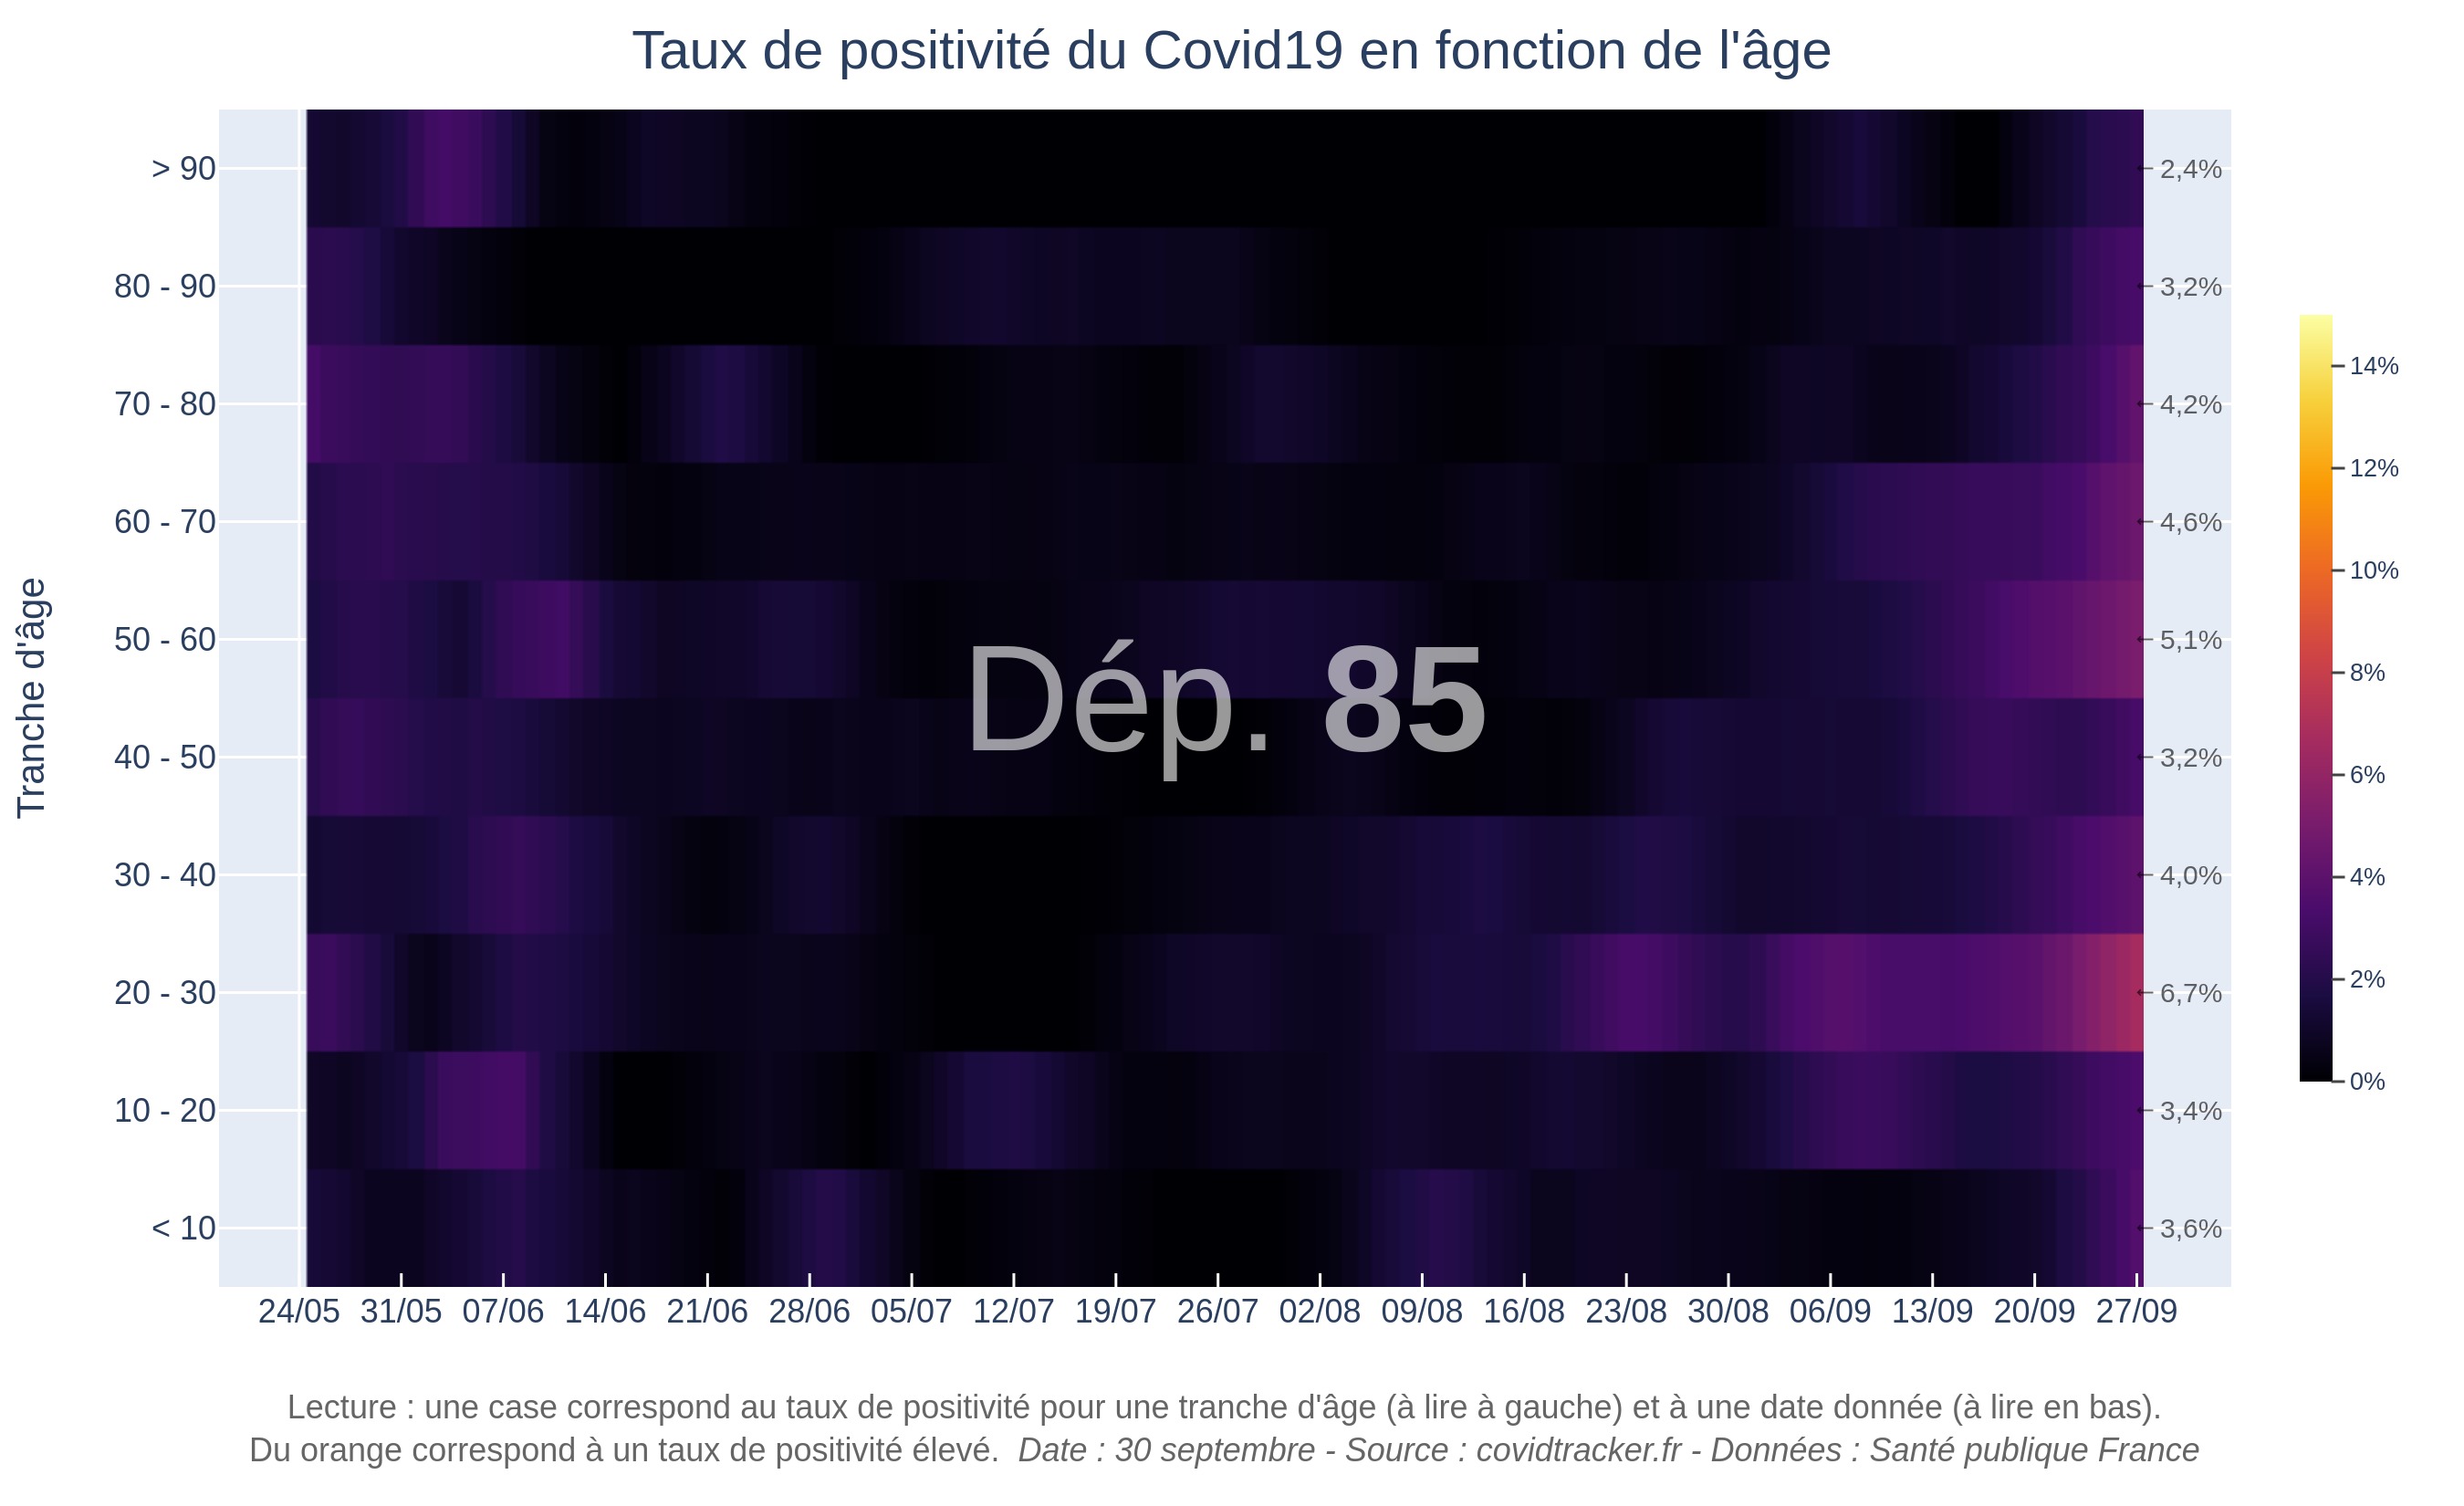 Taux de positivité du Covid19 en fonction de l'âge
Tranche d'âge
> 90
80 - 90
70 - 80
60 - 70
50 - 60
40 - 50
30 - 40
20 - 30
10 - 20
< 10
Dép. 85
2,4%
3,2%
4,2%
4,6%
5,1%
3,2%
4,0%
6,7%
3,4%
3,6%
14%
12%
10%
8%
6%
4%
2%
0%
24/05 31/05 07/06 14/06 21/06 28/06 05/07 12/07 19/07 26/07 02/08 09/08 16/08 23/08 30/08 06/09 13/09 20/09 27/09
Lecture : une case correspond au taux de positivité pour une tranche d'âge (à lire à gauche) et à une date donnée (à lire en bas).
Du orange correspond à un taux de positivité élevé. Date : 30 septembre - Source : covidtracker.fr - Données : Santé publique France